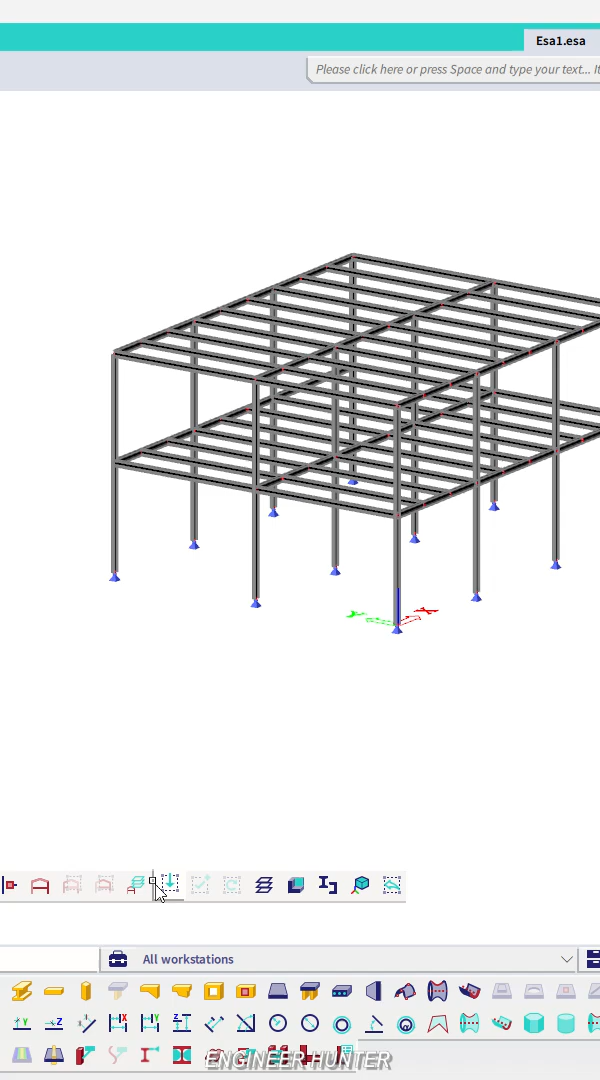 Esa1.esa
Please click here or press Space and type your text... It
All workstations
Y
Z
X
Y
Z
ENGINEER HUNTER